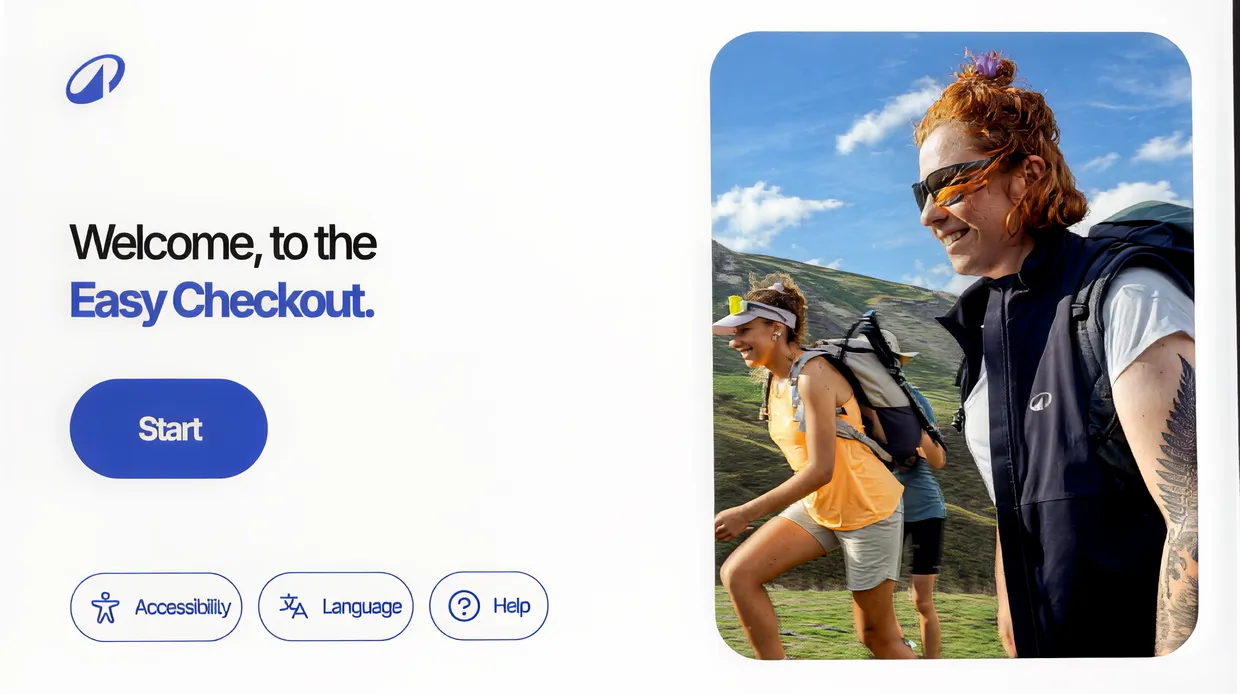 Welcome, to the
Easy Checkout.
Start
Accessibility
Language
Help